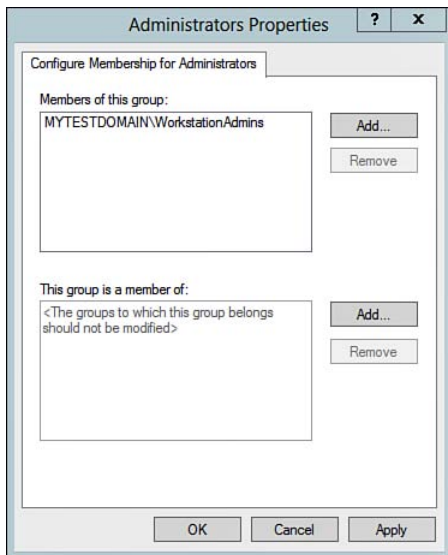 Administrators Properties
?
x
Configure Membership for Administrators
Members of this group:
MYTESTDOMAIN\WorkstationAdmins
Add...
Remove
This group is a member of:
<The groups to which this group belongs
should not be modified>
Add...
Remove
OK
Cancel
Apply